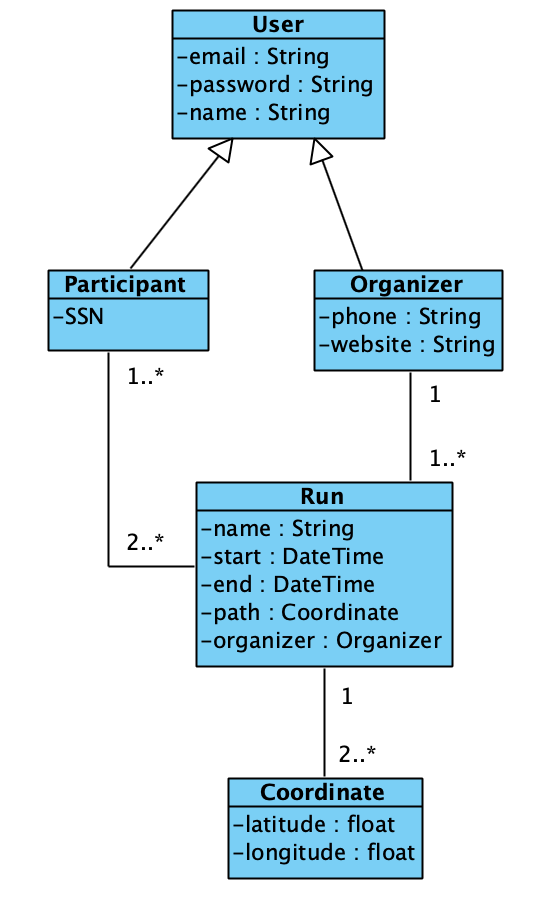 User
-email : String
-password : String
-name : String
Participant
-SSN
Organizer
-phone : String
-website : String
1..*
1
1..*
2..*
Run
-name : String
-start : DateTime
-end : DateTime
-path : Coordinate
-organizer : Organizer
1
2..*
Coordinate
-latitude : float
-longitude : float